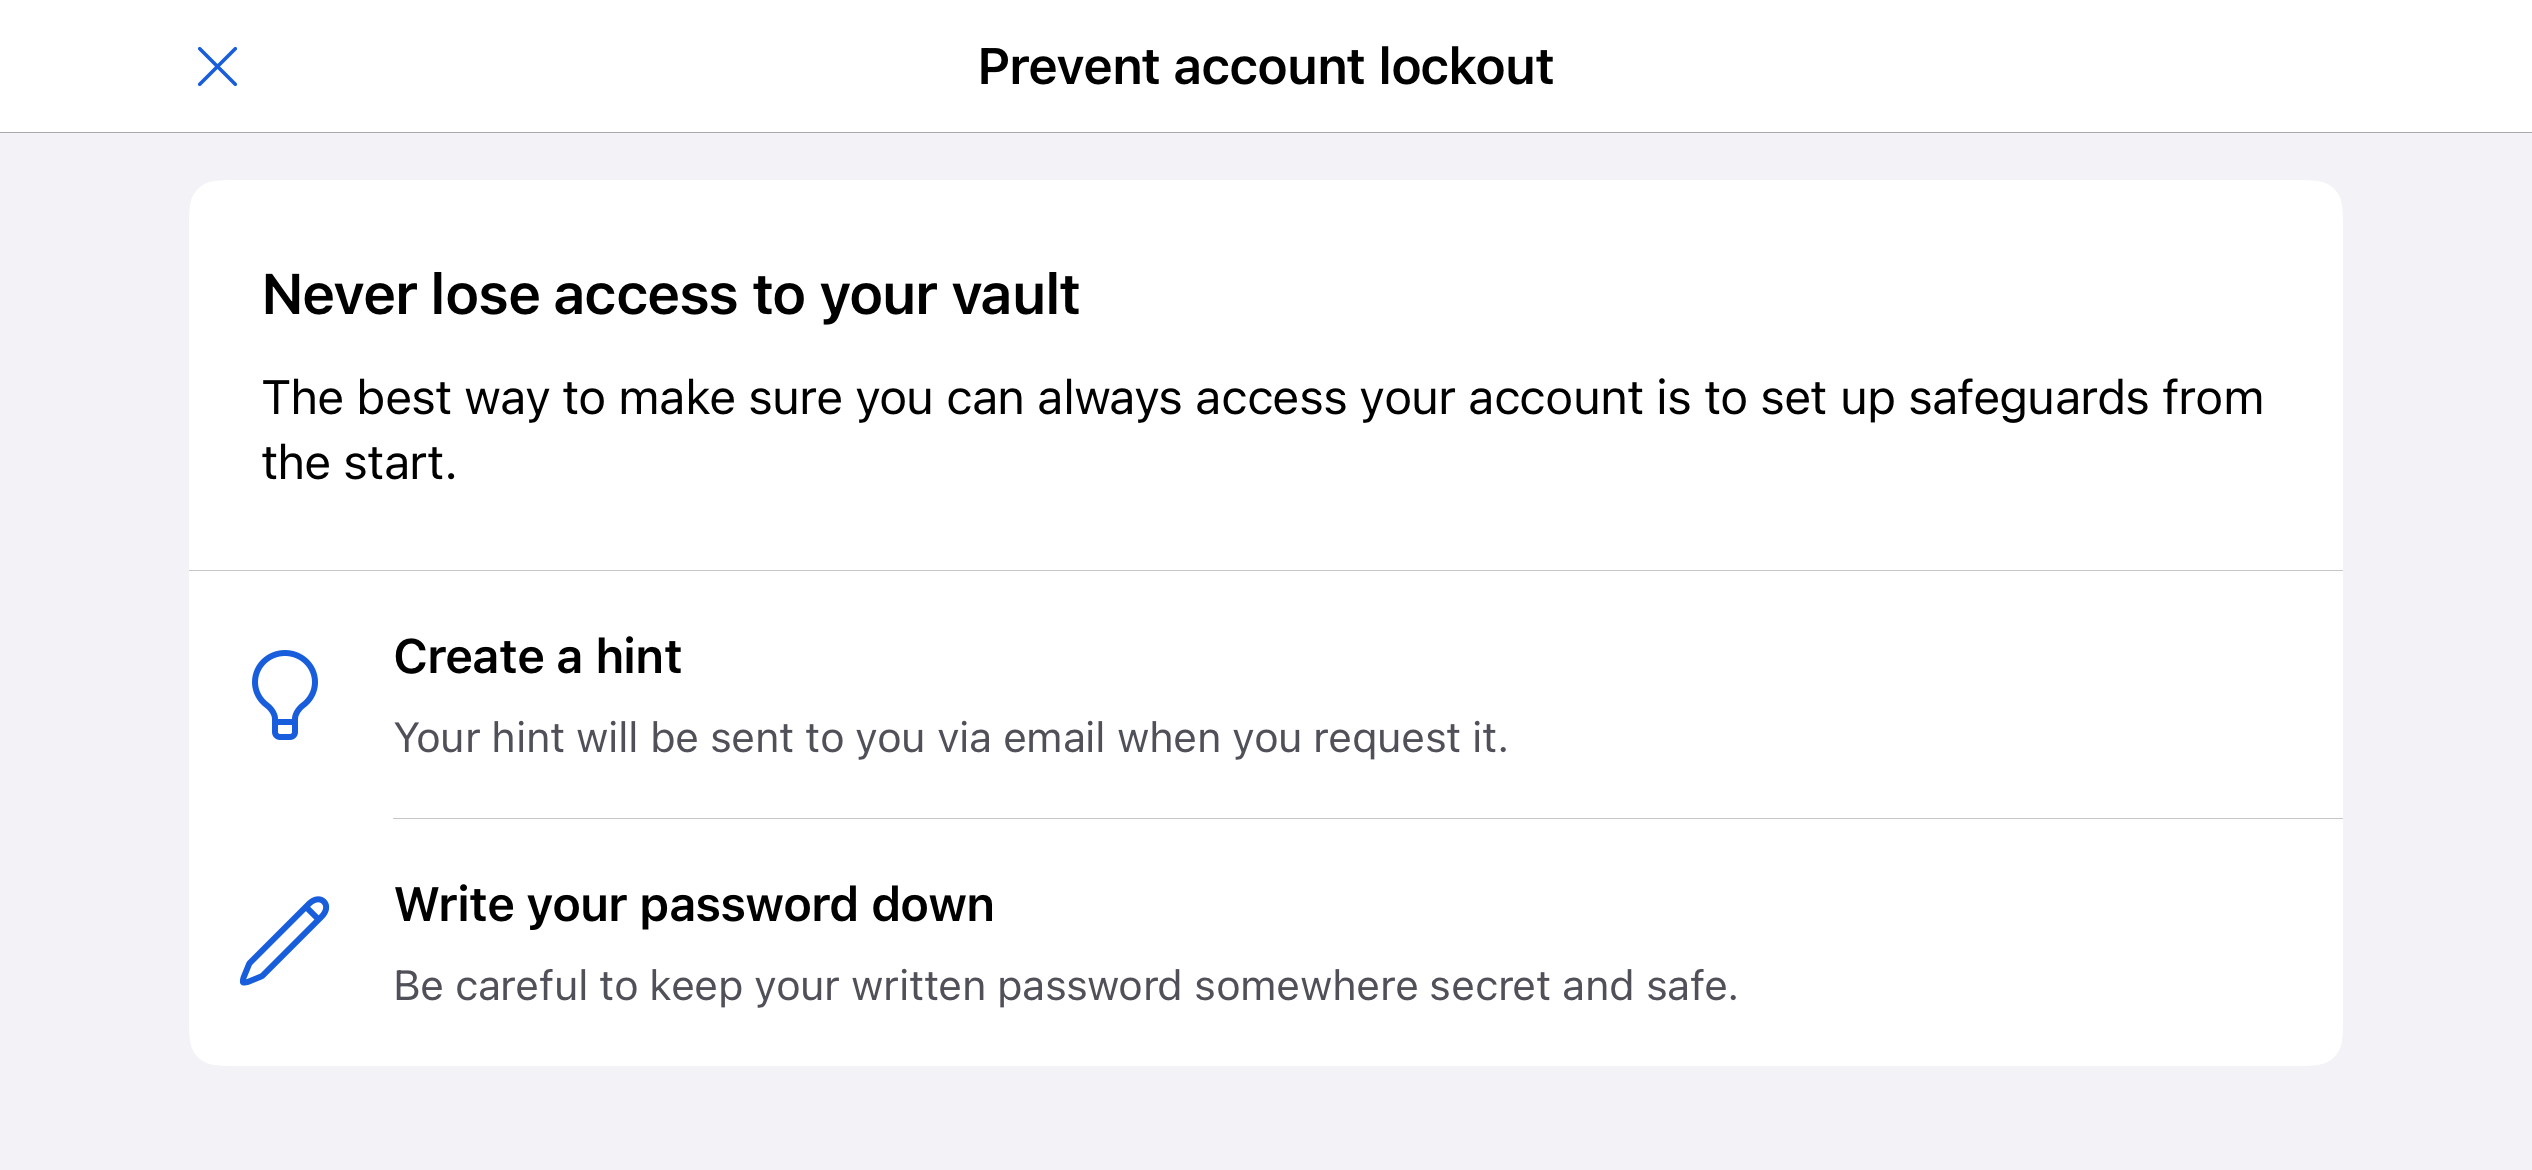 Prevent account lockout
Never lose access to your vault
The best way to make sure you can always access your account is to set up safeguards from
the start.
Create a hint
Your hint will be sent to you via email when you request it.
Write your password down
Be careful to keep your written password somewhere secret and safe.